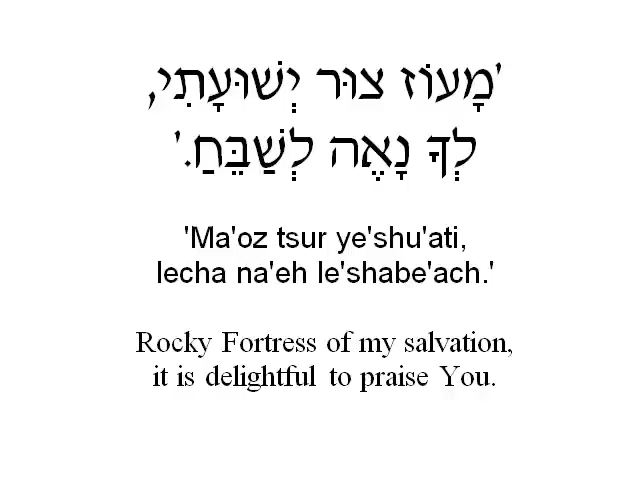 'מָעוֹז צוּר יְשׁוּעָתִי,
לְךָ נָאֶה לְשַׁבֵּחַ.'
'Ma'oz tsur ye'shu'ati,
lecha na'eh le'shabe'ach.'
Rocky Fortress of my salvation,
it is delightful to praise You.